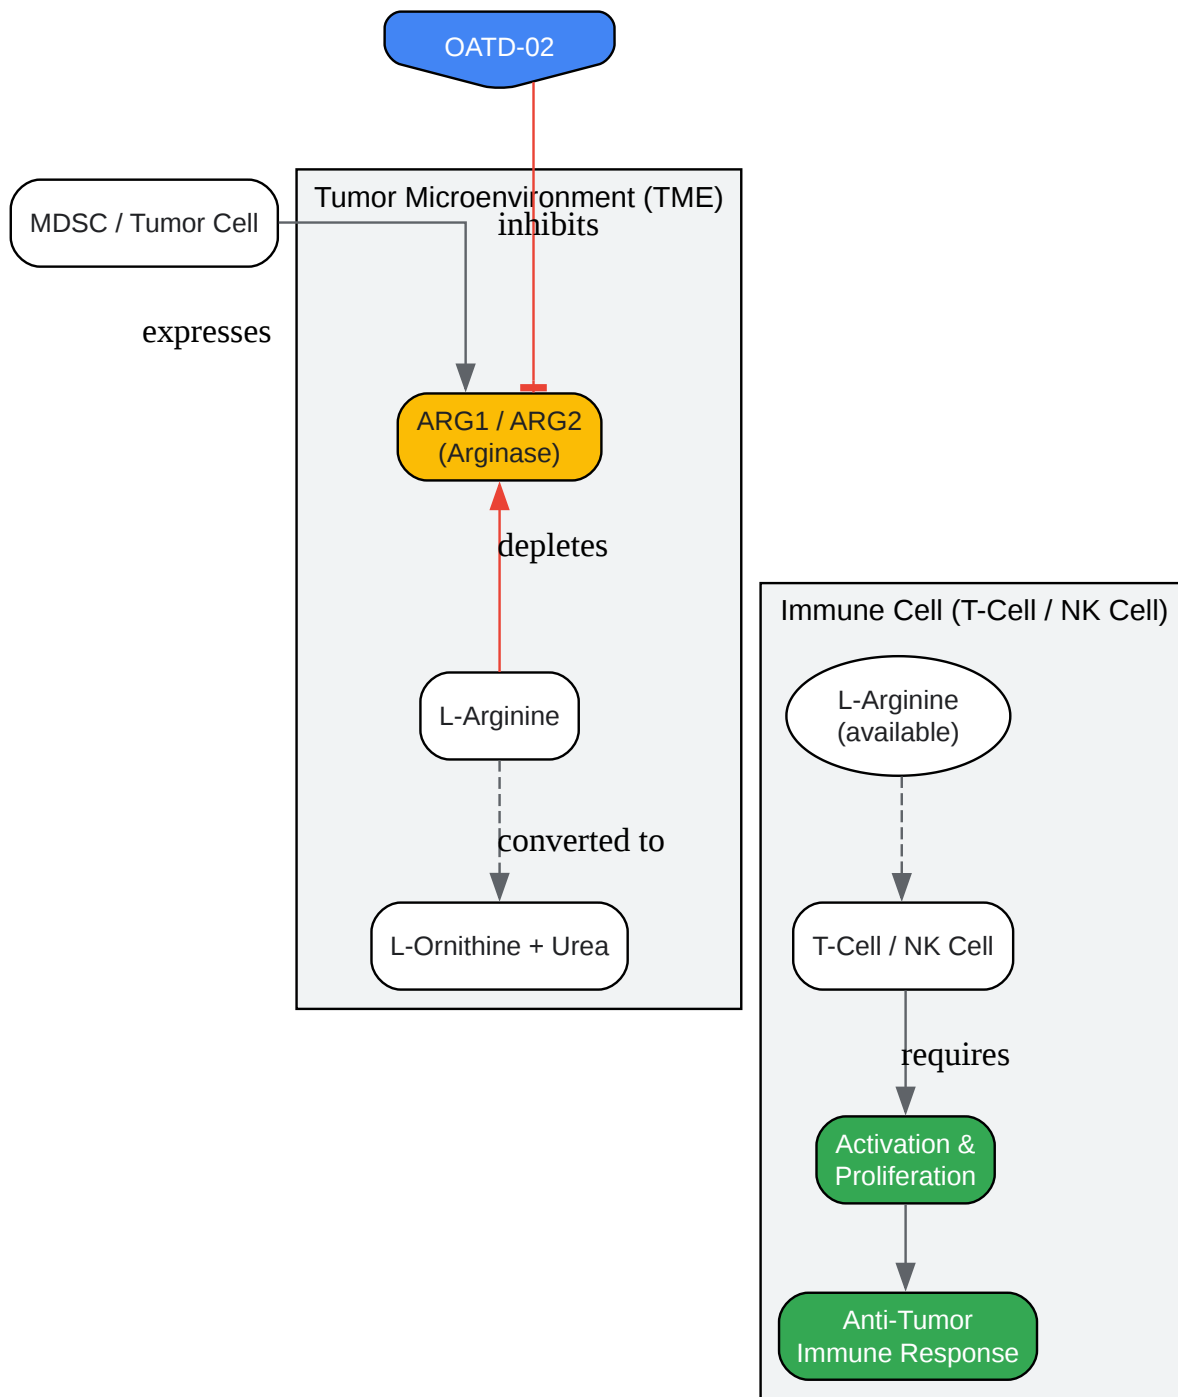 OATD-02
Tumor Microenvironment (TME)
MDSC / Tumor Cell
inhibits
expresses
ARG1 / ARG2
(Arginase)
depletes
L-Arginine
converted to
L-Ornithine + Urea
Immune Cell (T-Cell / NK Cell)
L-Arginine
(available)
T-Cell / NK Cell
requires
Activation &
Proliferation
Anti-Tumor
Immune Response